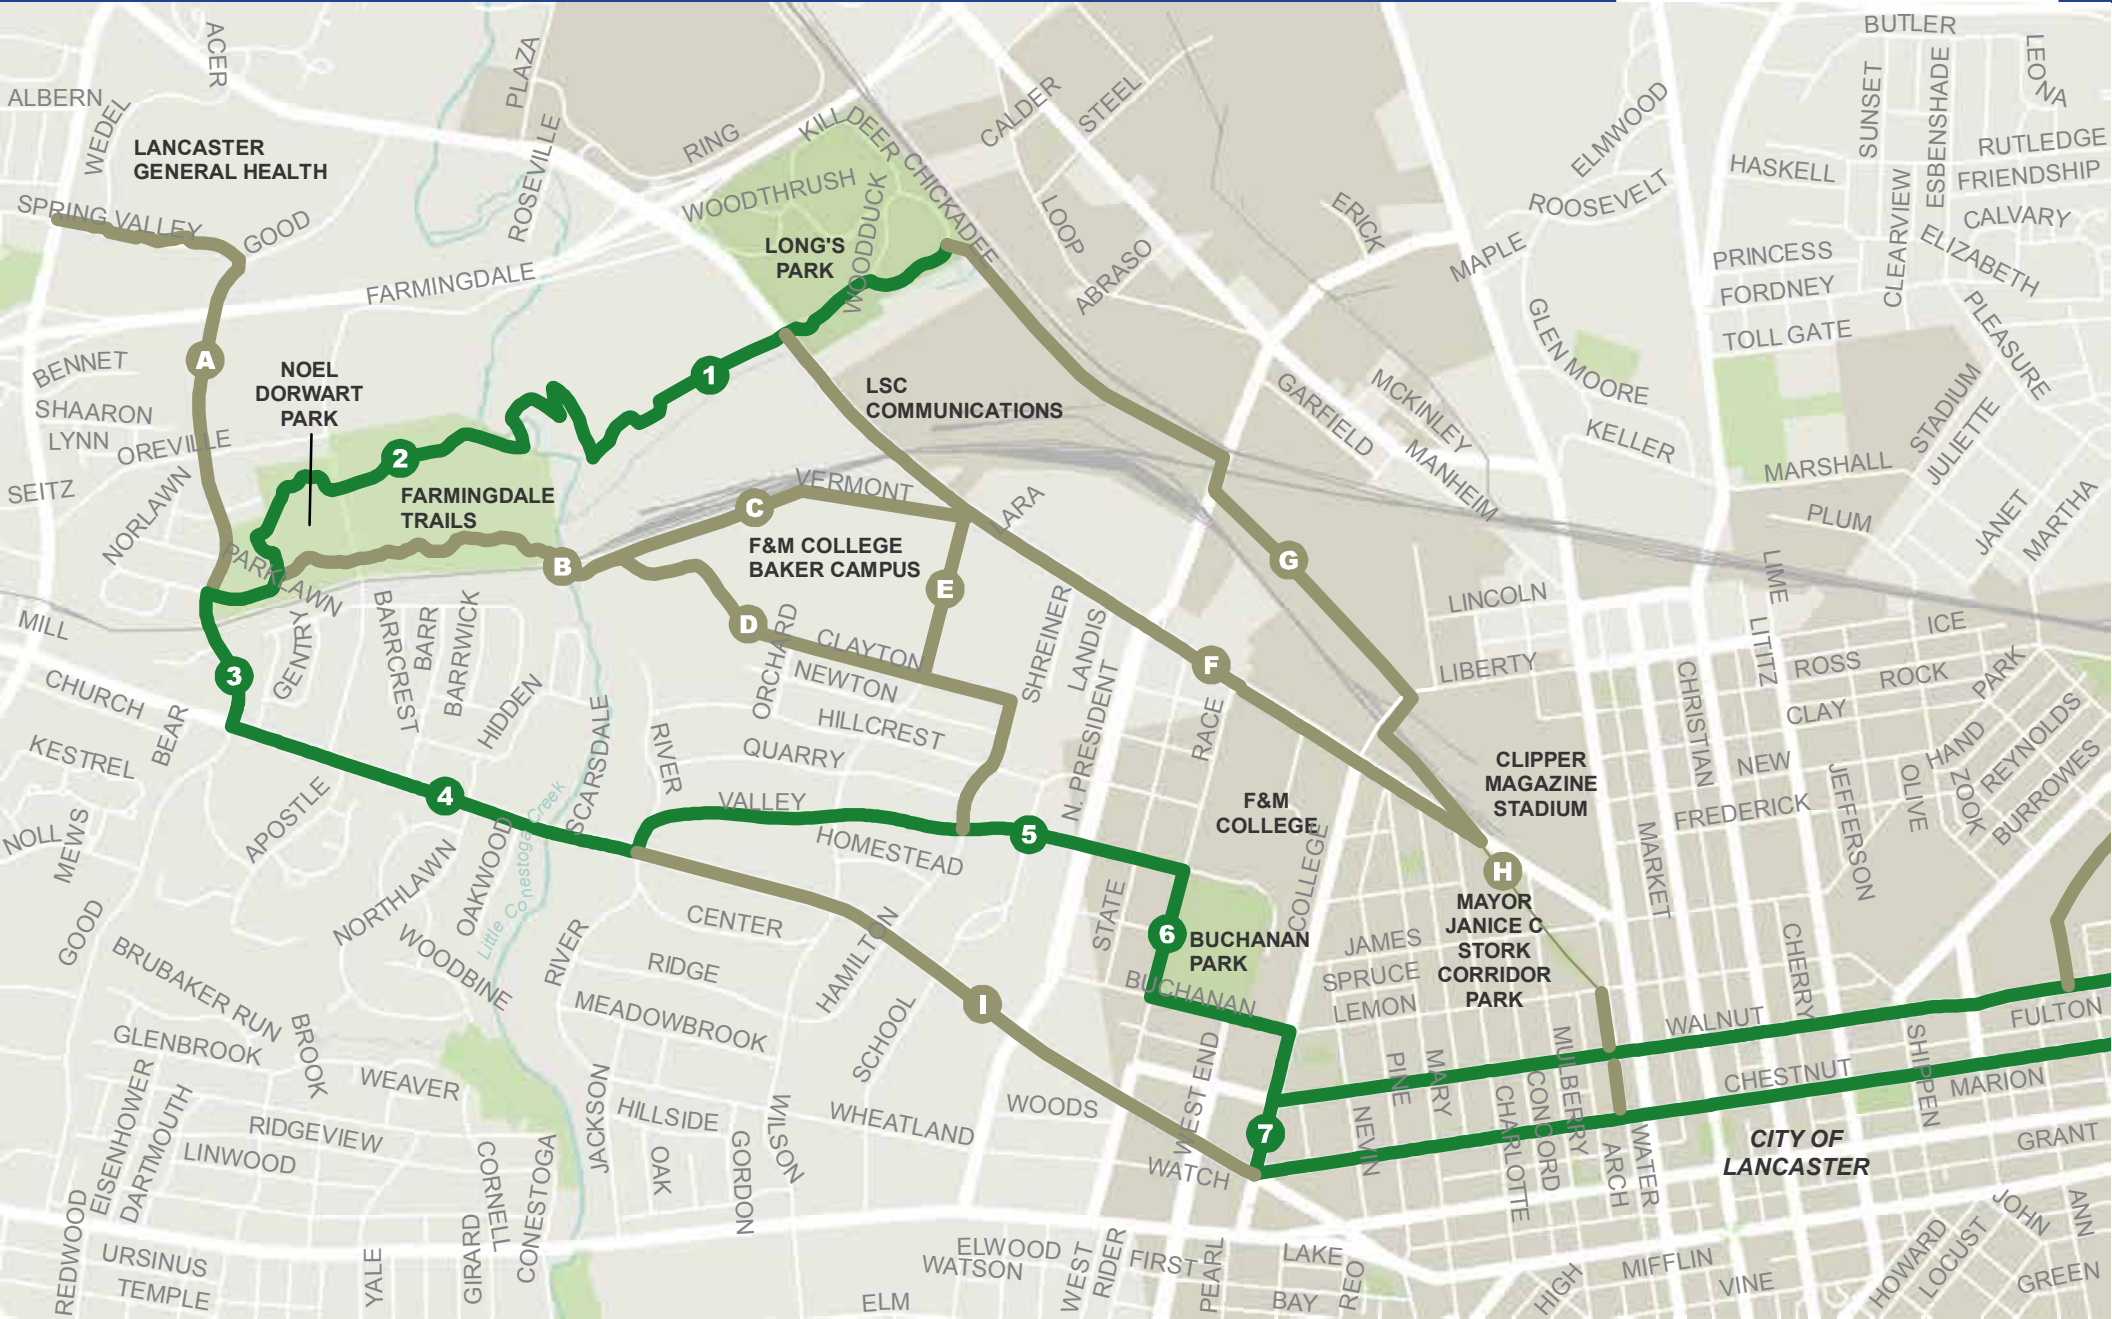 BUTLER
ACER
PLAZA
LEONA
ALBERN
WEDEL
SUNSET
ESBENSHADE
CALDER
STEEL
ELMWOOD
KILLDEER
RING
LANCASTER
GENERAL HEALTH
ROSEVILLE
CHICKADEE
HASKELL
RUTLEDGE
FRIENDSHIP
WOODTHRUSH
WOODDUCK
ROOSEVELT
CLEARVIEW
SPRING VALLEY
GOOD
LOOP
ERICK
CALVARY
ELIZABETH
MAPLE
LONG'S
PARK
PRINCESS
FARMINGDALE
ABRASO
FORDNEY
PLEASURE
GLEN MOORE
TOLL GATE
A
BENNET
NOEL
DORWART
PARK
1
LSC
COMMUNICATIONS
GARFIELD
MCKINLEY
SHAARON
LYNN
OREVILLE
STADIUM
JULIETTE
KELLER
2
MANHEIM
MARSHALL
SEITZ
NORLAWN
FARMINGDALE
TRAILS
VERMONT
C
LARA
PLUM
JANET
MARTHA
F&M COLLEGE
BAKER CAMPUS
PARKLAWN
B
E
G
LIME
LINCOLN
MILL
GENTRY
BARRCREST
BARR
BARWICK
D
ORCHARD
CLAYTON
SHREINER
LANDIS
LITITZ
ICE
3
NEWTON
F
LIBERTY
CHRISTIAN
ROSS
ROCK
PARK
CHURCH
BEAR
HIDDEN
SCARSDALE
RIVER
HILLCREST
QUARRY
N. PRESIDENT
RACE
CLAY
REYNOLDS
HAND
KESTREL
CLIPPER
MAGAZINE
STADIUM
NEW
JEFFERSON
OLIVE
ZOOK
BURROWES
4
VALLEY
F&M
COLLEGE
FREDERICK
NOLL
MEWS
APOSTLE
OAKWOOD
Little Conestoga Creek
HOMESTEAD
5
COLLEGE
MARKET
NORTHLAWN
H
GOOD
CENTER
HAMILTON
STATE
MAYOR
JANICE C
STORK
CORRIDOR
PARK
6
BUCHANAN
PARK
JAMES
CHERRY
BRUBAKER RUN
WOODBINE
RIVER
RIDGE
SPRUCE
BUCHANAN
LEMON
I
MEADOWBROOK
SCHOOL
WALNUT
FULTON
GLENBROOK
BROOK
WEST END
PINE
MARY
MULBERRY
SHIPPEN
EISENHOWER
DARTMOUTH
WEAVER
JACKSON
CHESTNUT
MARION
HILLSIDE
WILSON
WHEATLAND
WOODS
CHARLOTTE
CONCORD
RIDGEVIEW
7
NEVIN
CITY OF
LANCASTER
GRANT
LINWOOD
CORNELL
OAK
GORDON
WATCH
ARCH
WATER
REDWOOD
GIRARD
CONESTOGA
JOHN
ANN
URSINUS
YALE
ELWOOD
WATSON
WEST
RIDER
FIRST
PEARL
LAKE
REO
HIGH
MIFFLIN
HOWARD
LOCUST
TEMPLE
VINE
GREEN
ELM
BAY